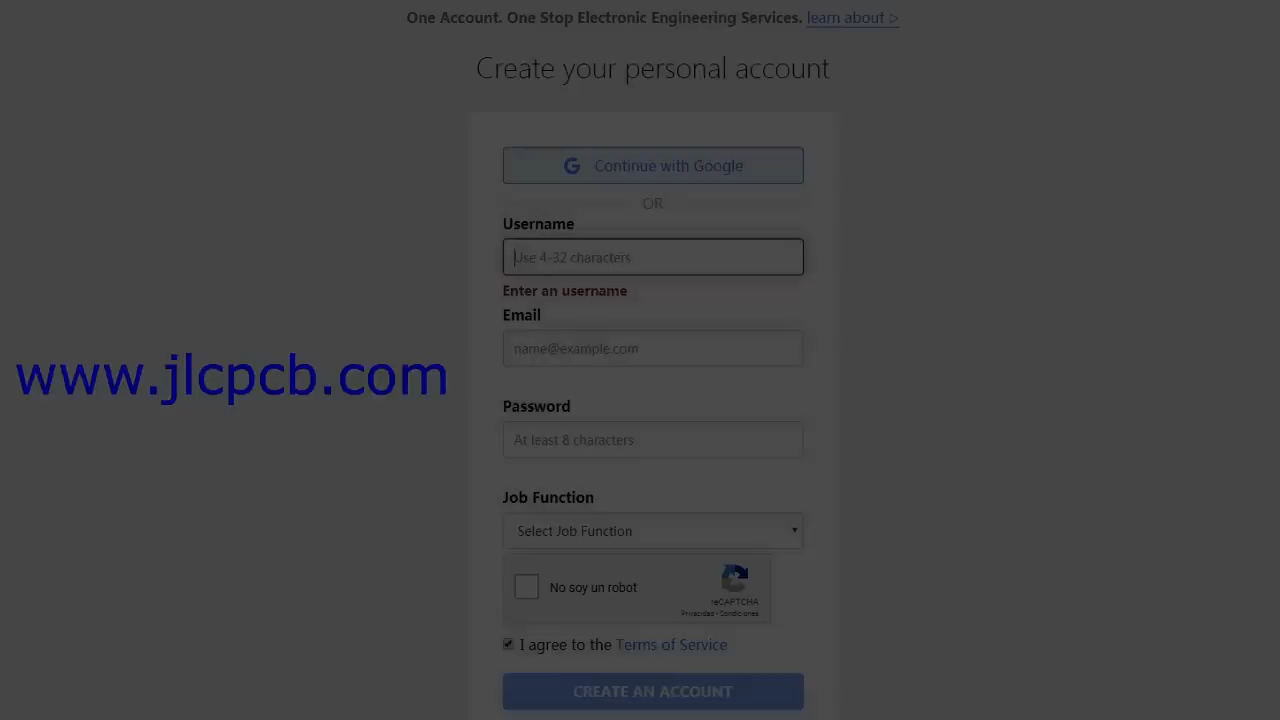 One Account. One Stop Electronic Engineering Services. learn about ▷
Create your personal account
G Continue with Google
OR
Username
Use 4-32 characters
Enter an username
Email
name@example.com
www.jlcpcb.com
Password
At least 8 characters
Job Function
Select Job Function
No soy un robot
reCAPTCHA
Privacidad - Condiciones
I agree to the Terms of Service
CREATE AN ACCOUNT